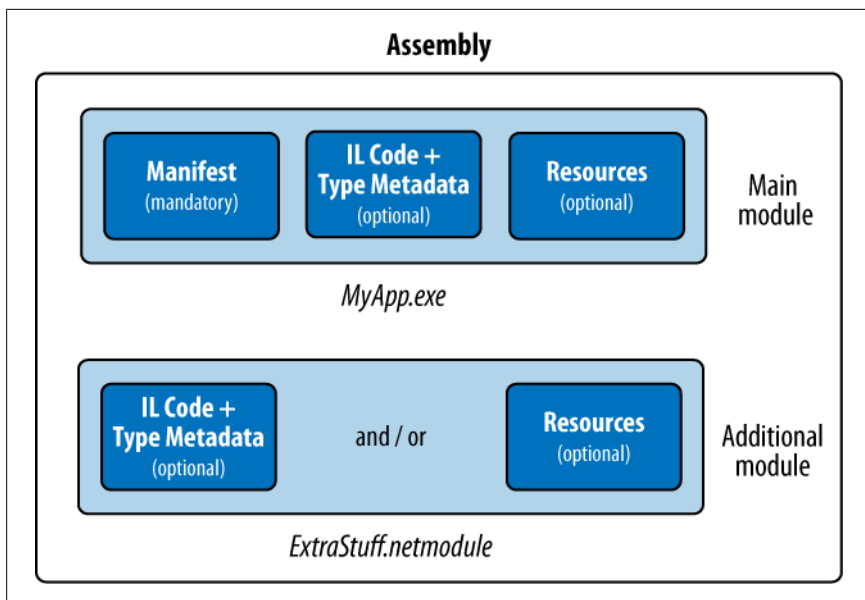 Assembly
Manifest
(mandatory)
IL Code +
Type Metadata
(optional)
Resources
(optional)
Main
module
MyApp.exe
IL Code +
Type Metadata
(optional)
and / or
Resources
(optional)
Additional
module
ExtraStuff.netmodule